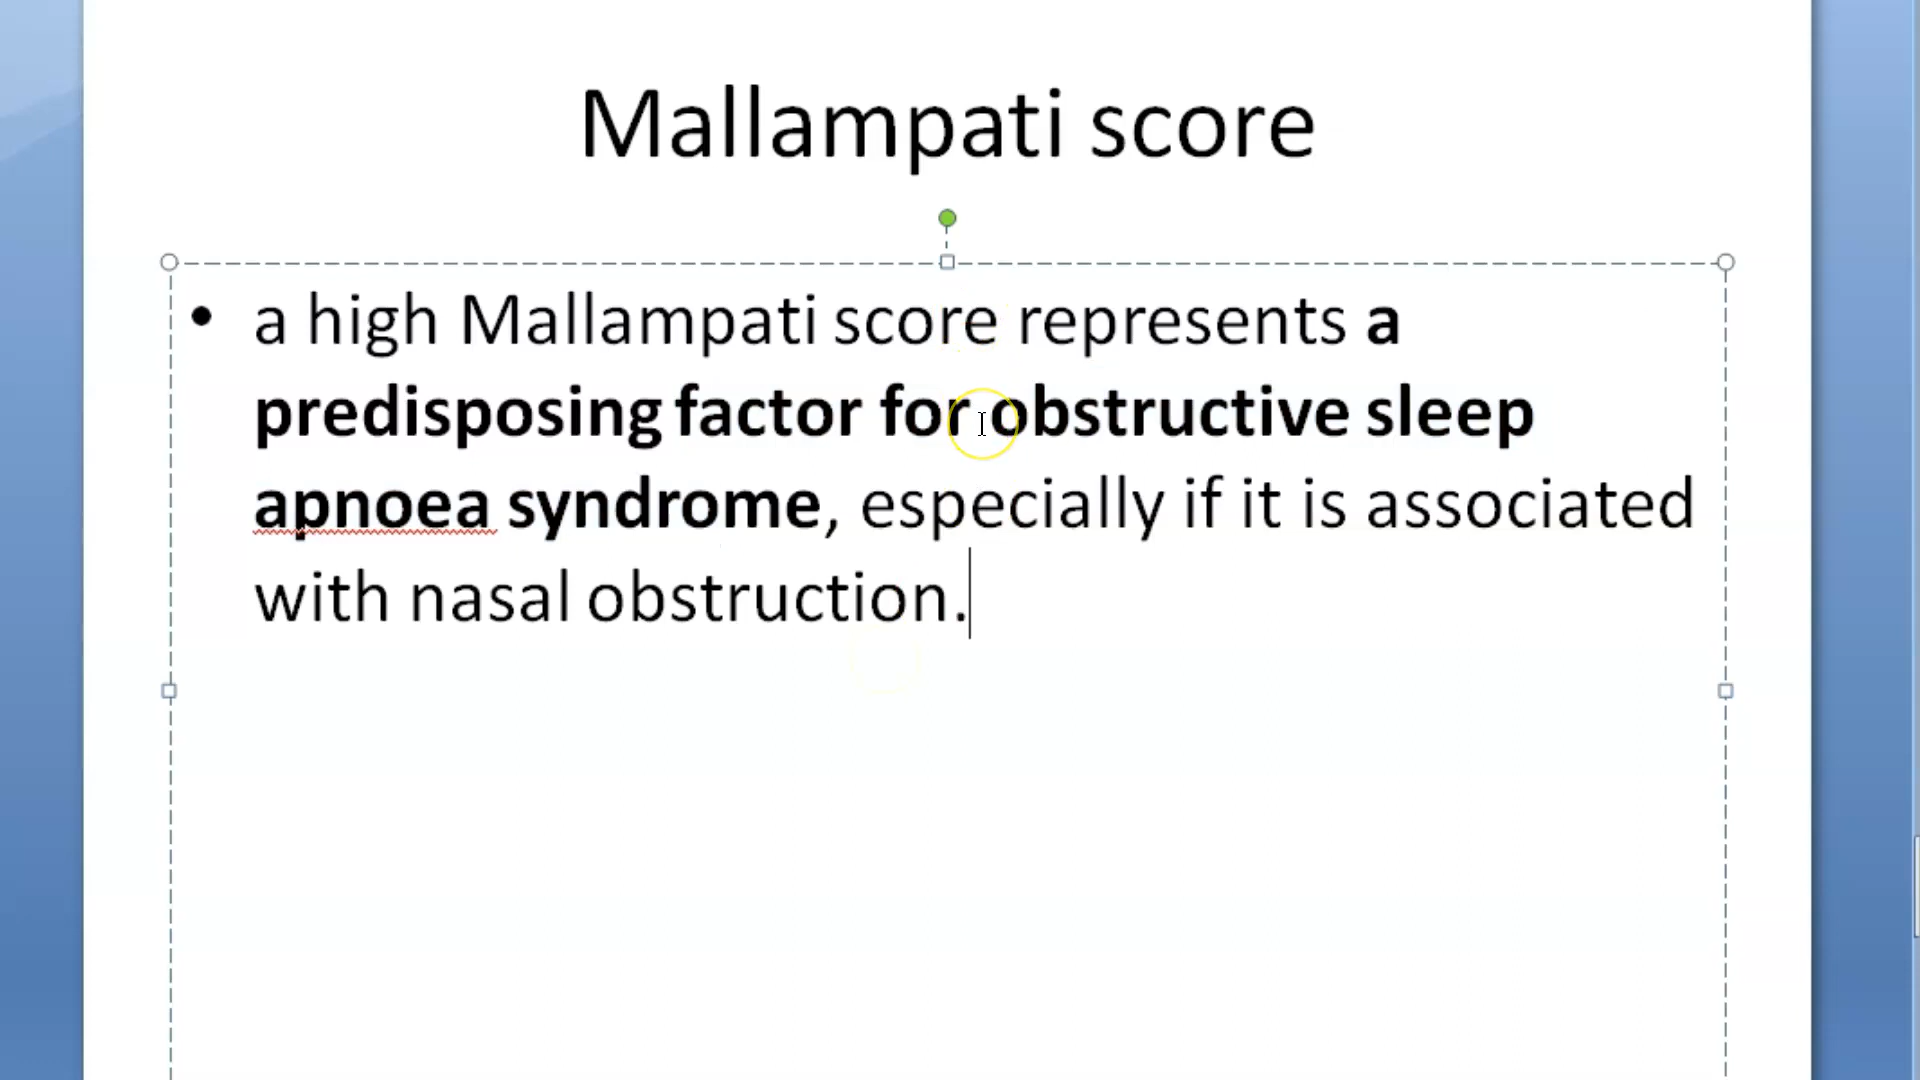 Mallampati score
• a high Mallampati score represents a
predisposing factor for obstructive sleep
apnoea syndrome, especially if it is associated
with nasal obstruction.